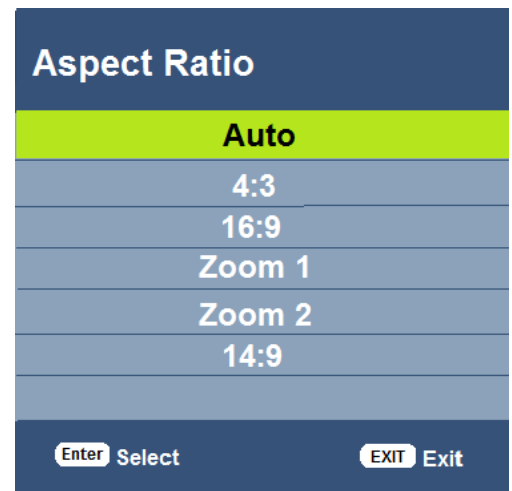 Aspect Ratio
Auto
4:3
16:9
Zoom 1
Zoom 2
14:9
Enter Select EXIT Exit